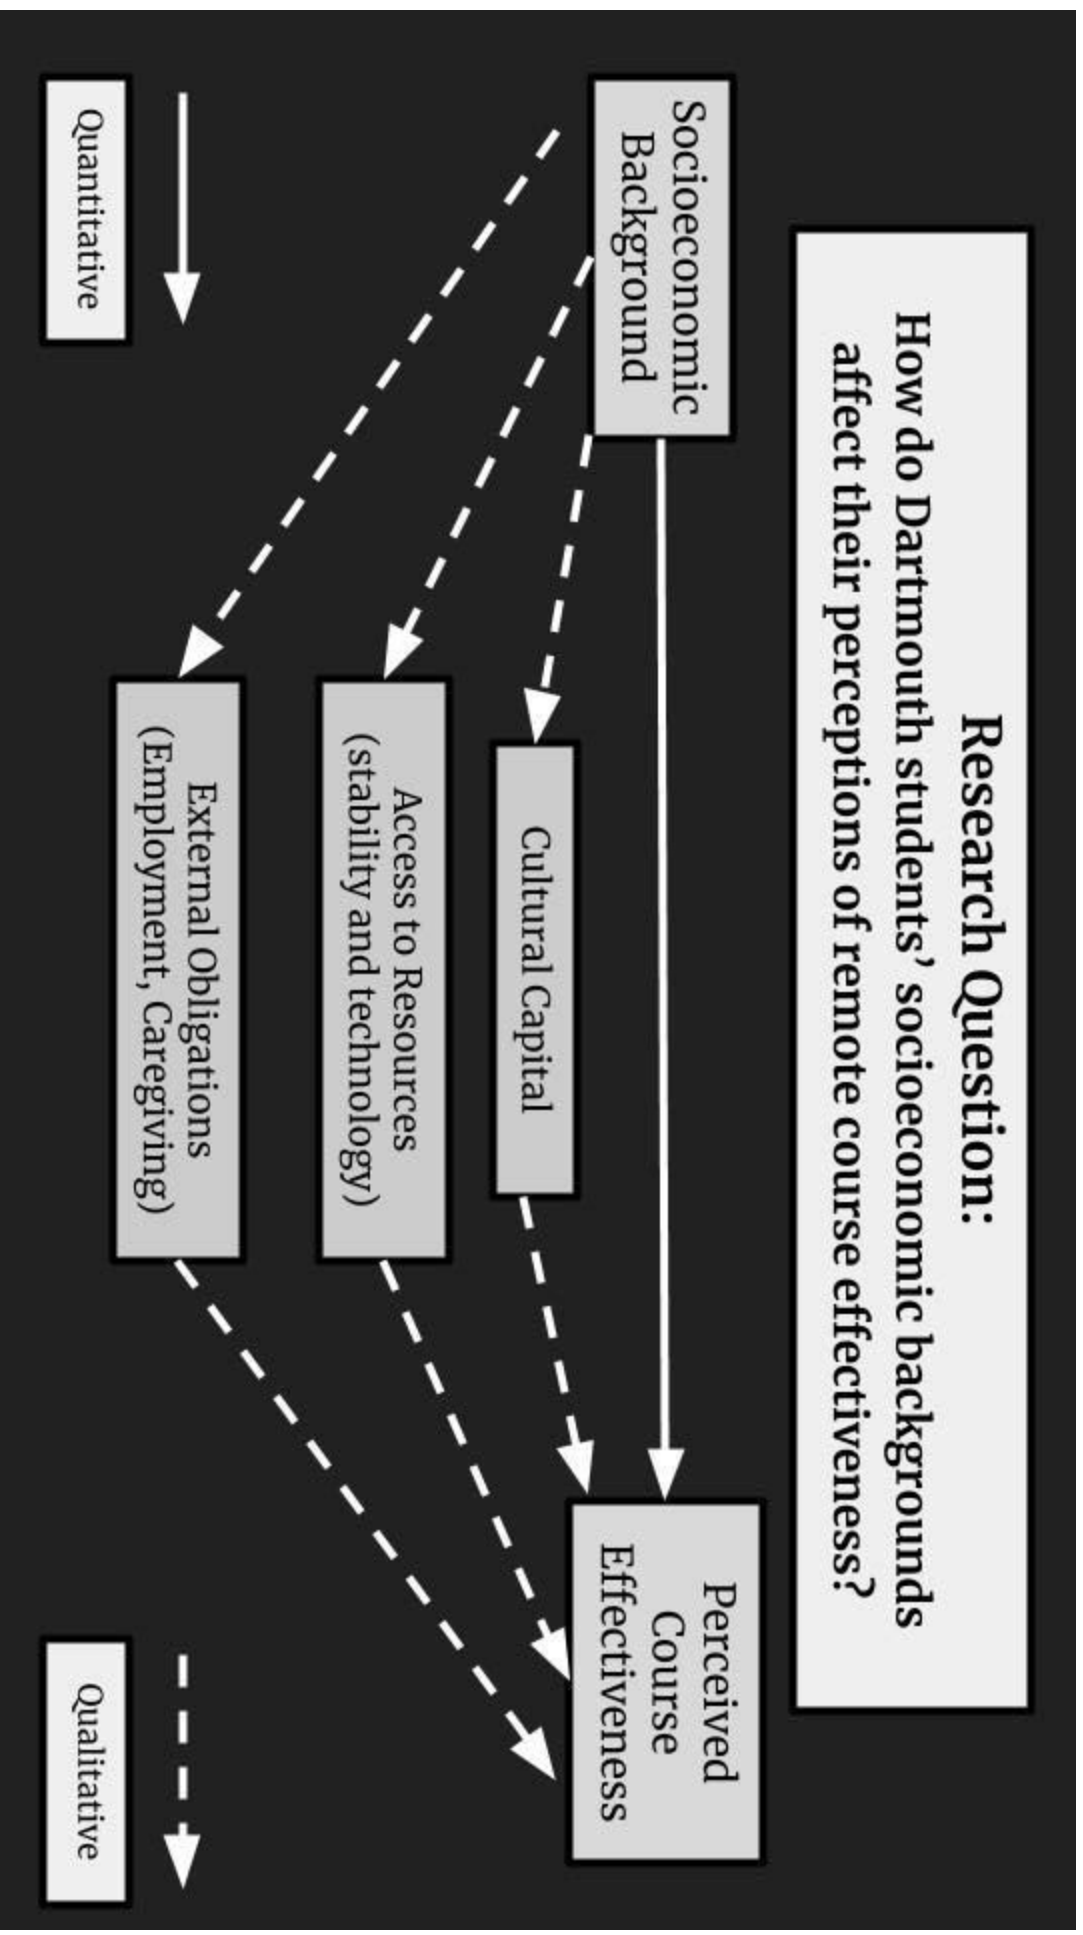 Research Question:
How do Dartmouth students' socioeconomic backgrounds
affect their perceptions of remote course effectiveness?
Socioeconomic
Background
Perceived
Course
Effectiveness
Cultural Capital
Access to Resources
(stability and technology)
External Obligations
(Employment, Caregiving)
Quantitative
Qualitative